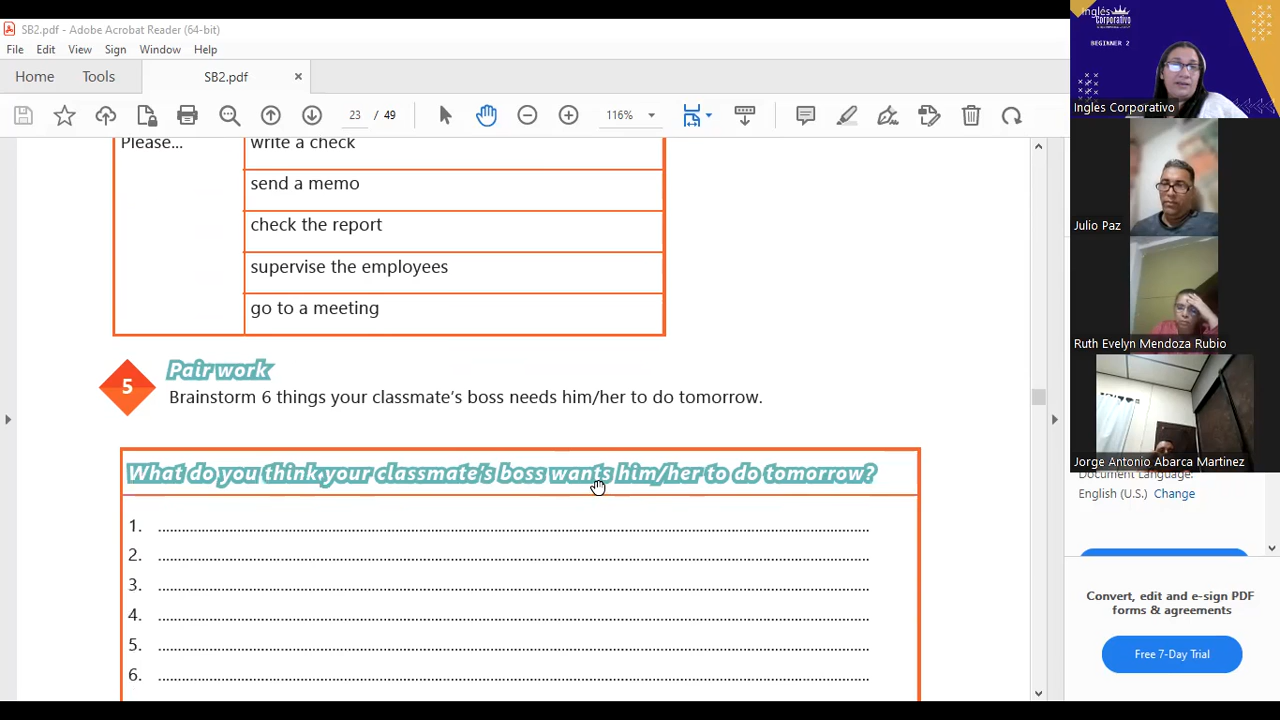 SB2.pdf - Adobe Acrobat Reader (64-bit)
File Edit View Sign Window Help
Home Tools SB2.pdf ×
23 / 49 116%
Please...
write a check
send a memo
check the report
supervise the employees
go to a meeting
5
Pair work
Brainstorm 6 things your classmate's boss needs him/her to do tomorrow.
What do you think your classmate's boss wants him/her to do tomorrow?
1. ....................
2. ....................
3. ....................
4. ....................
5. ....................
6. ....................
Inglés
Corporativo
BEGINNER 2
Ingles Corporativo
Julio Paz
Ruth Evelyn Mendoza Rubio
Jorge Antonio Abarca Martinez
Document Language:
English (U.S.) Change
Convert, edit and e-sign PDF
forms & agreements
Free 7-Day Trial